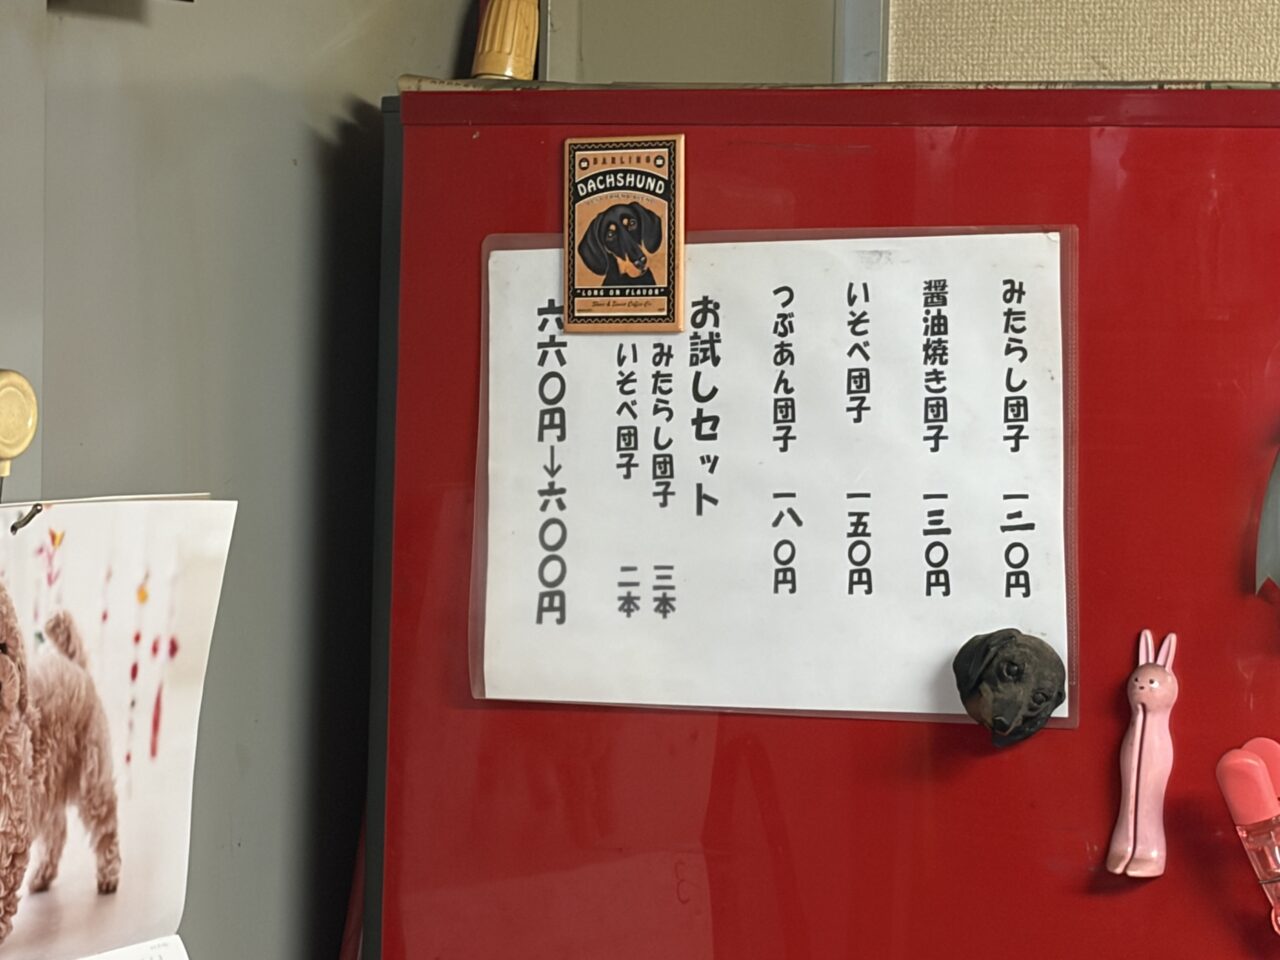 みたらし団子 一二〇円
醤油焼き団子 一三〇円
いそべ団子 一五〇円
つぶあん団子 一八〇円
お試しセット
みたらし団子 三本
いそべ団子 二本
六六〇円→六〇〇円
DARLING
DACHSHUND
"LONG ON FLAVOR"